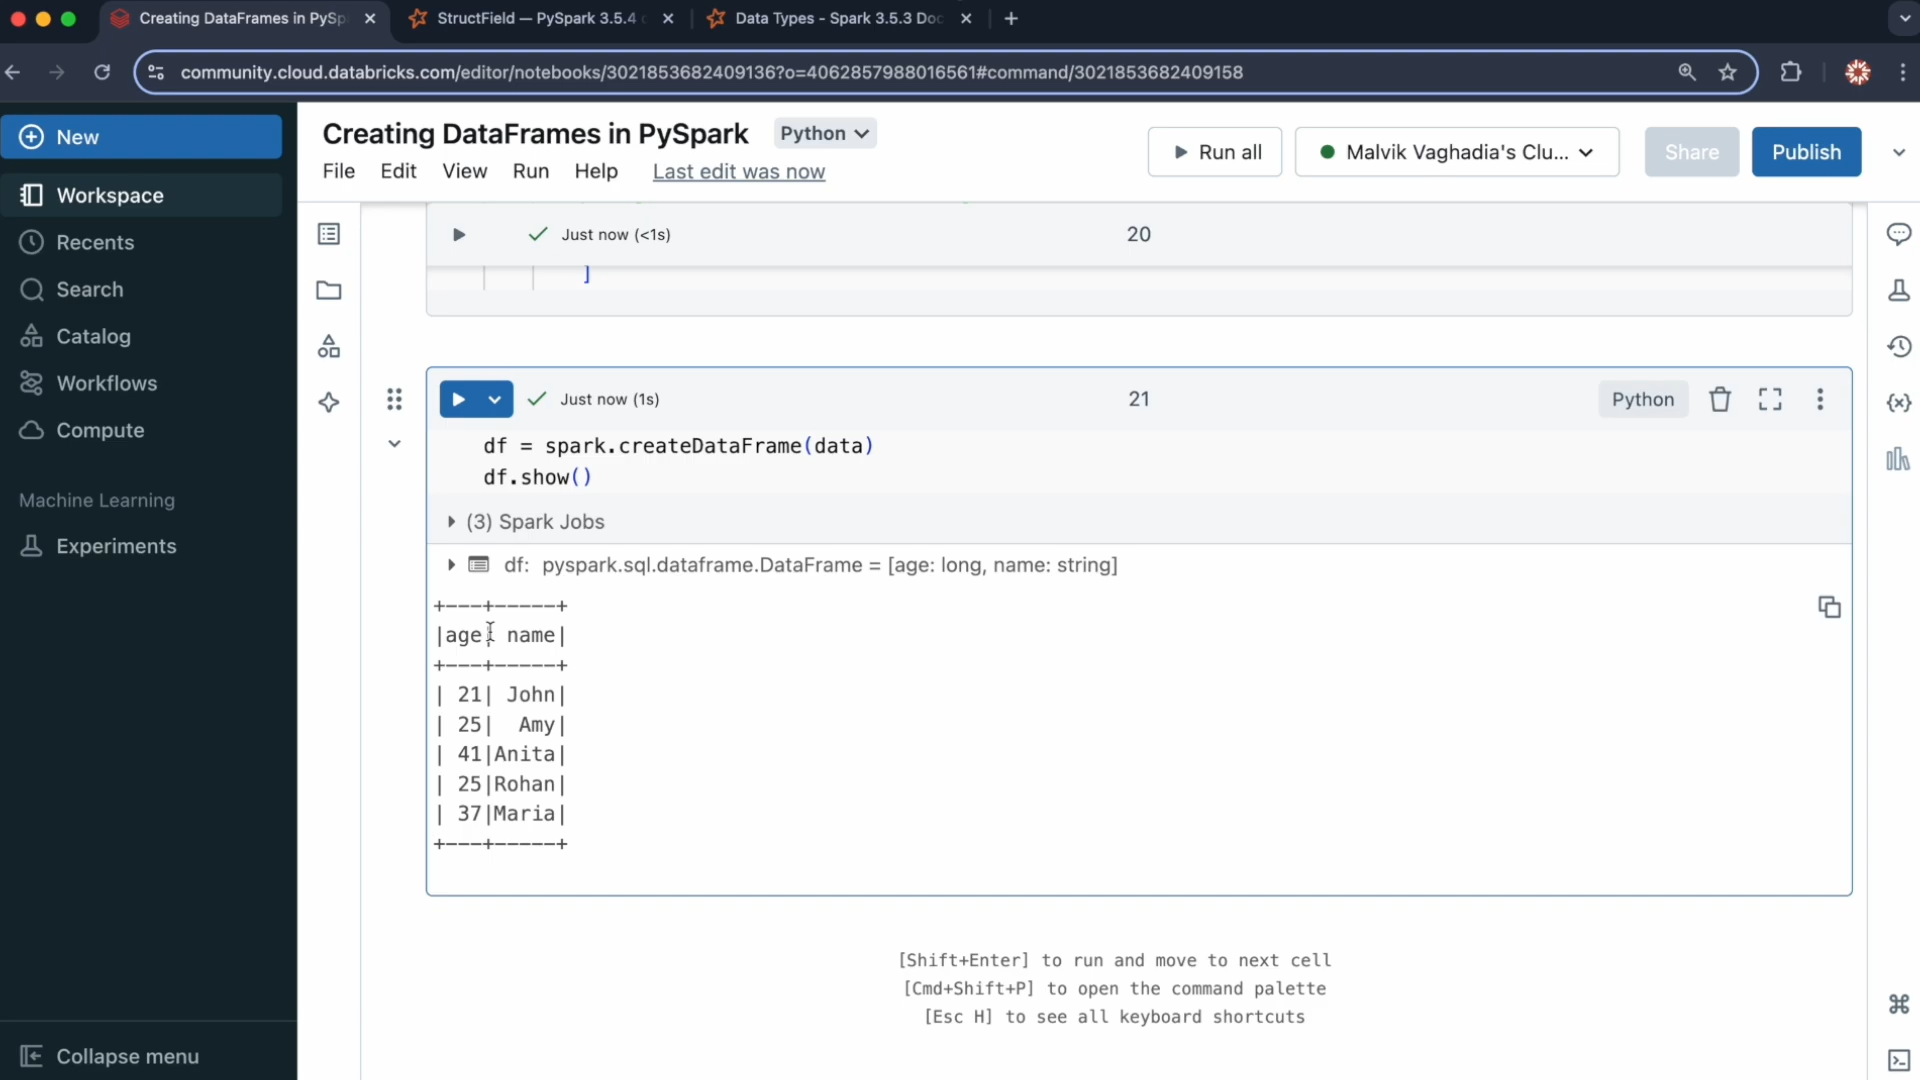 Creating DataFrames in PySp
StructField — PySpark 3.5.4
Data Types - Spark 3.5.3 Doc
community.cloud.databricks.com/editor/notebooks/3021853682409136?o=4062857988016561#command/3021853682409158
New
Workspace
Recents
Search
Catalog
Workflows
Compute
Machine Learning
Experiments
Collapse menu
Creating DataFrames in PySpark
Python
File Edit View Run Help Last edit was now
Run all
Malvik Vaghadia's Clu...
Share
Publish
Just now (<1s)
20
]
Just now (1s)
21
Python
df = spark.createDataFrame(data)
df.show()
(3) Spark Jobs
df: pyspark.sql.dataframe.DataFrame = [age: long, name: string]
+---+-----+
|age| name|
+---+-----+
| 21| John|
| 25|  Amy|
| 41|Anita|
| 25|Rohan|
| 37|Maria|
+---+-----+
[Shift+Enter] to run and move to next cell
[Cmd+Shift+P] to open the command palette
[Esc H] to see all keyboard shortcuts